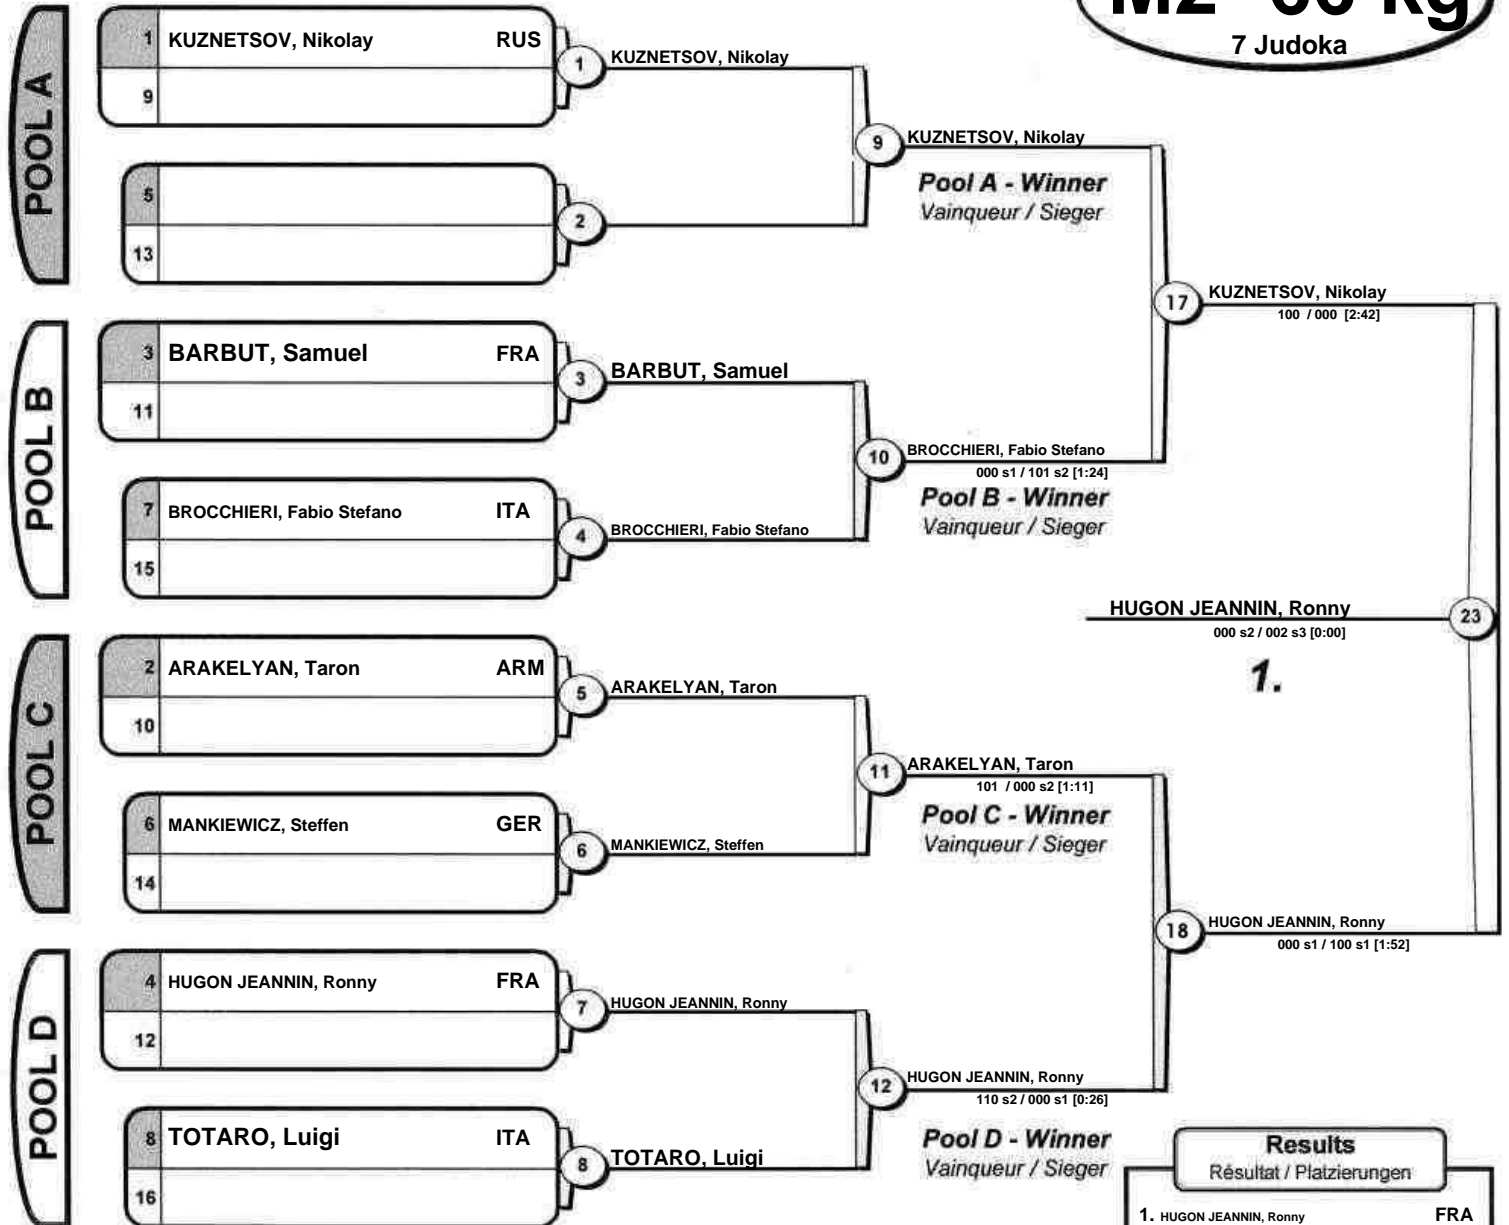 M2 -66 kg
7 Judoka
POOL A
1 KUZNETSOV, Nikolay RUS
9
1
KUZNETSOV, Nikolay
5
13
2
9
KUZNETSOV, Nikolay
Pool A - Winner
Vainqueur / Sieger
POOL B
3 BARBUT, Samuel FRA
11
3
BARBUT, Samuel
7 BROCCHIERI, Fabio Stefano ITA
15
4
BROCCHIERI, Fabio Stefano
10
BROCCHIERI, Fabio Stefano
000 s1 / 101 s2 [1:24]
Pool B - Winner
Vainqueur / Sieger
17
KUZNETSOV, Nikolay
100 / 000 [2:42]
POOL C
2 ARAKELYAN, Taron ARM
10
5
ARAKELYAN, Taron
6 MANKIEWICZ, Steffen GER
14
6
MANKIEWICZ, Steffen
11
ARAKELYAN, Taron
101 / 000 s2 [1:11]
Pool C - Winner
Vainqueur / Sieger
POOL D
4 HUGON JEANNIN, Ronny FRA
12
7
HUGON JEANNIN, Ronny
8 TOTARO, Luigi ITA
16
8
TOTARO, Luigi
12
HUGON JEANNIN, Ronny
110 s2 / 000 s1 [0:26]
Pool D - Winner
Vainqueur / Sieger
18
HUGON JEANNIN, Ronny
000 s1 / 100 s1 [1:52]
HUGON JEANNIN, Ronny
000 s2 / 002 s3 [0:00]
23
1.
Results
Résultat / Platzierungen
1. HUGON JEANNIN, Ronny FRA